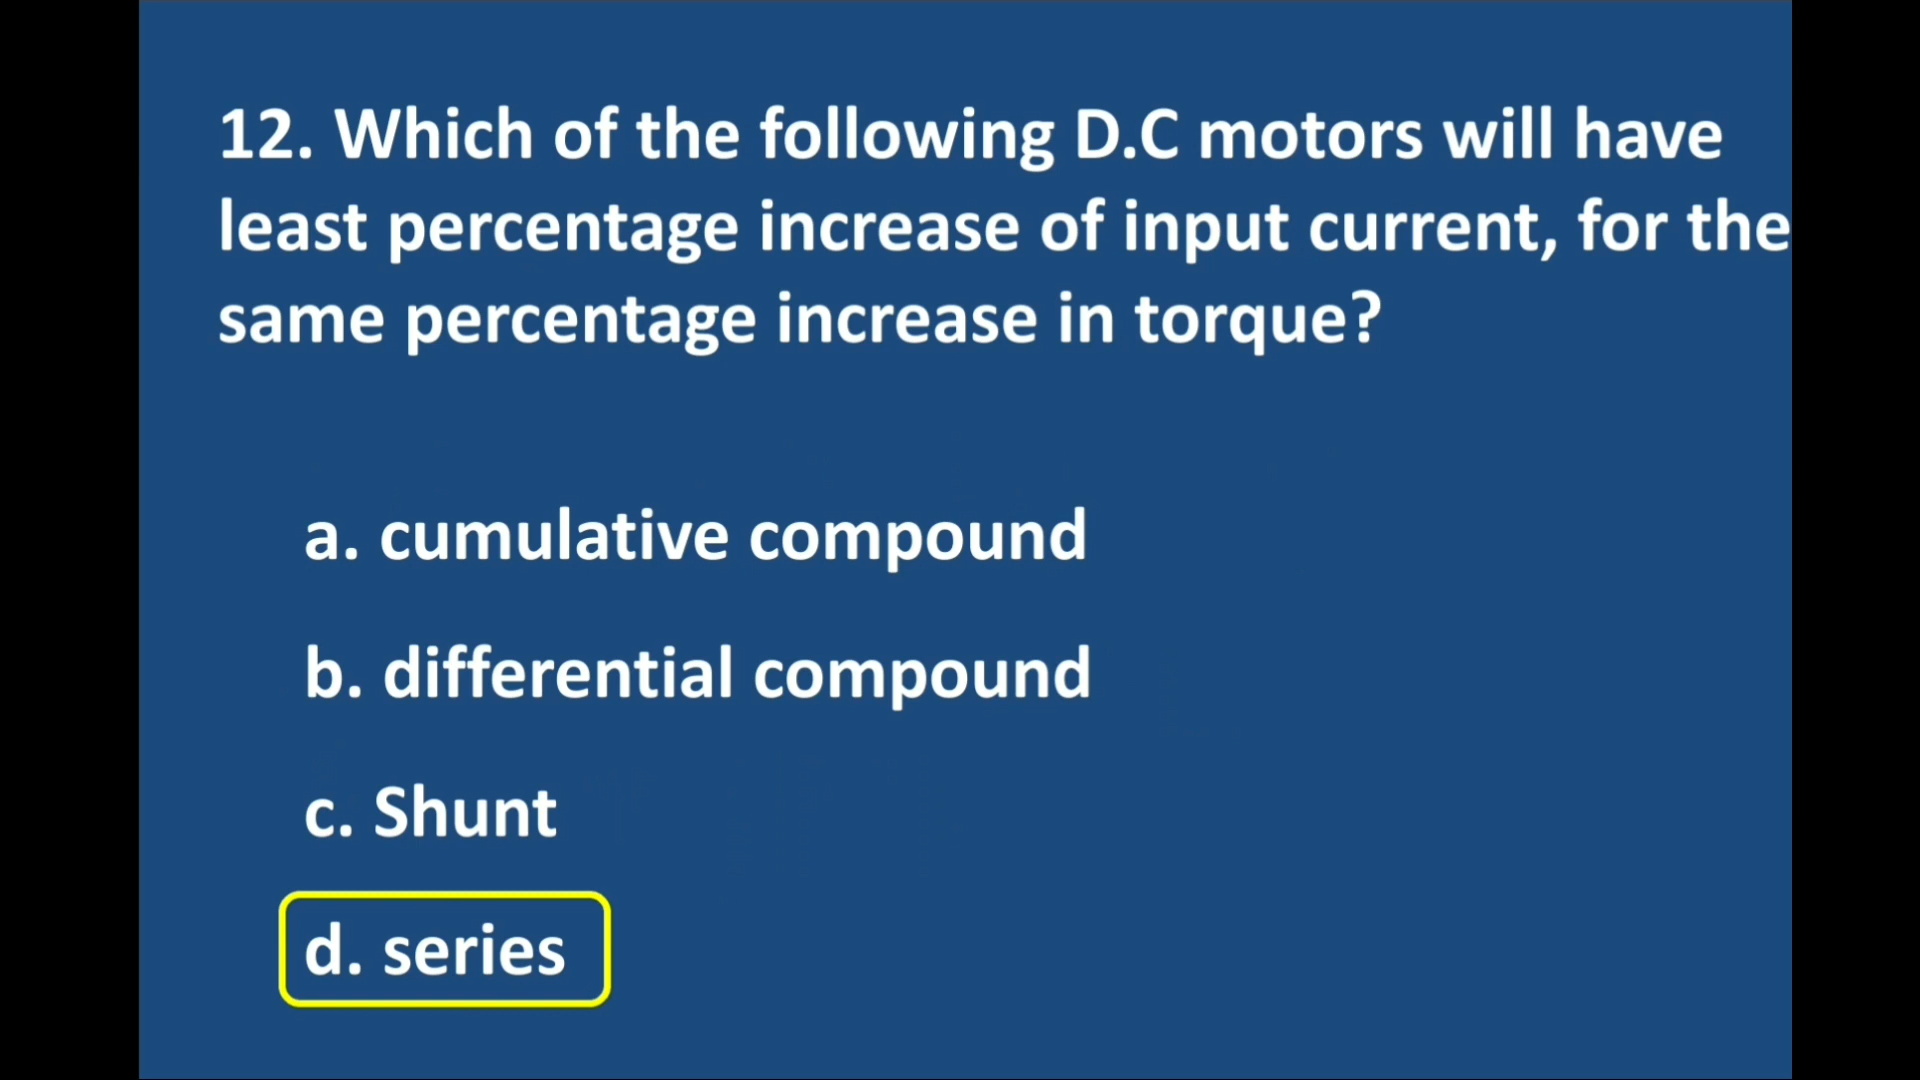 12. Which of the following D.C motors will have
least percentage increase of input current, for the
same percentage increase in torque?
a. cumulative compound
b. differential compound
c. Shunt
d. series